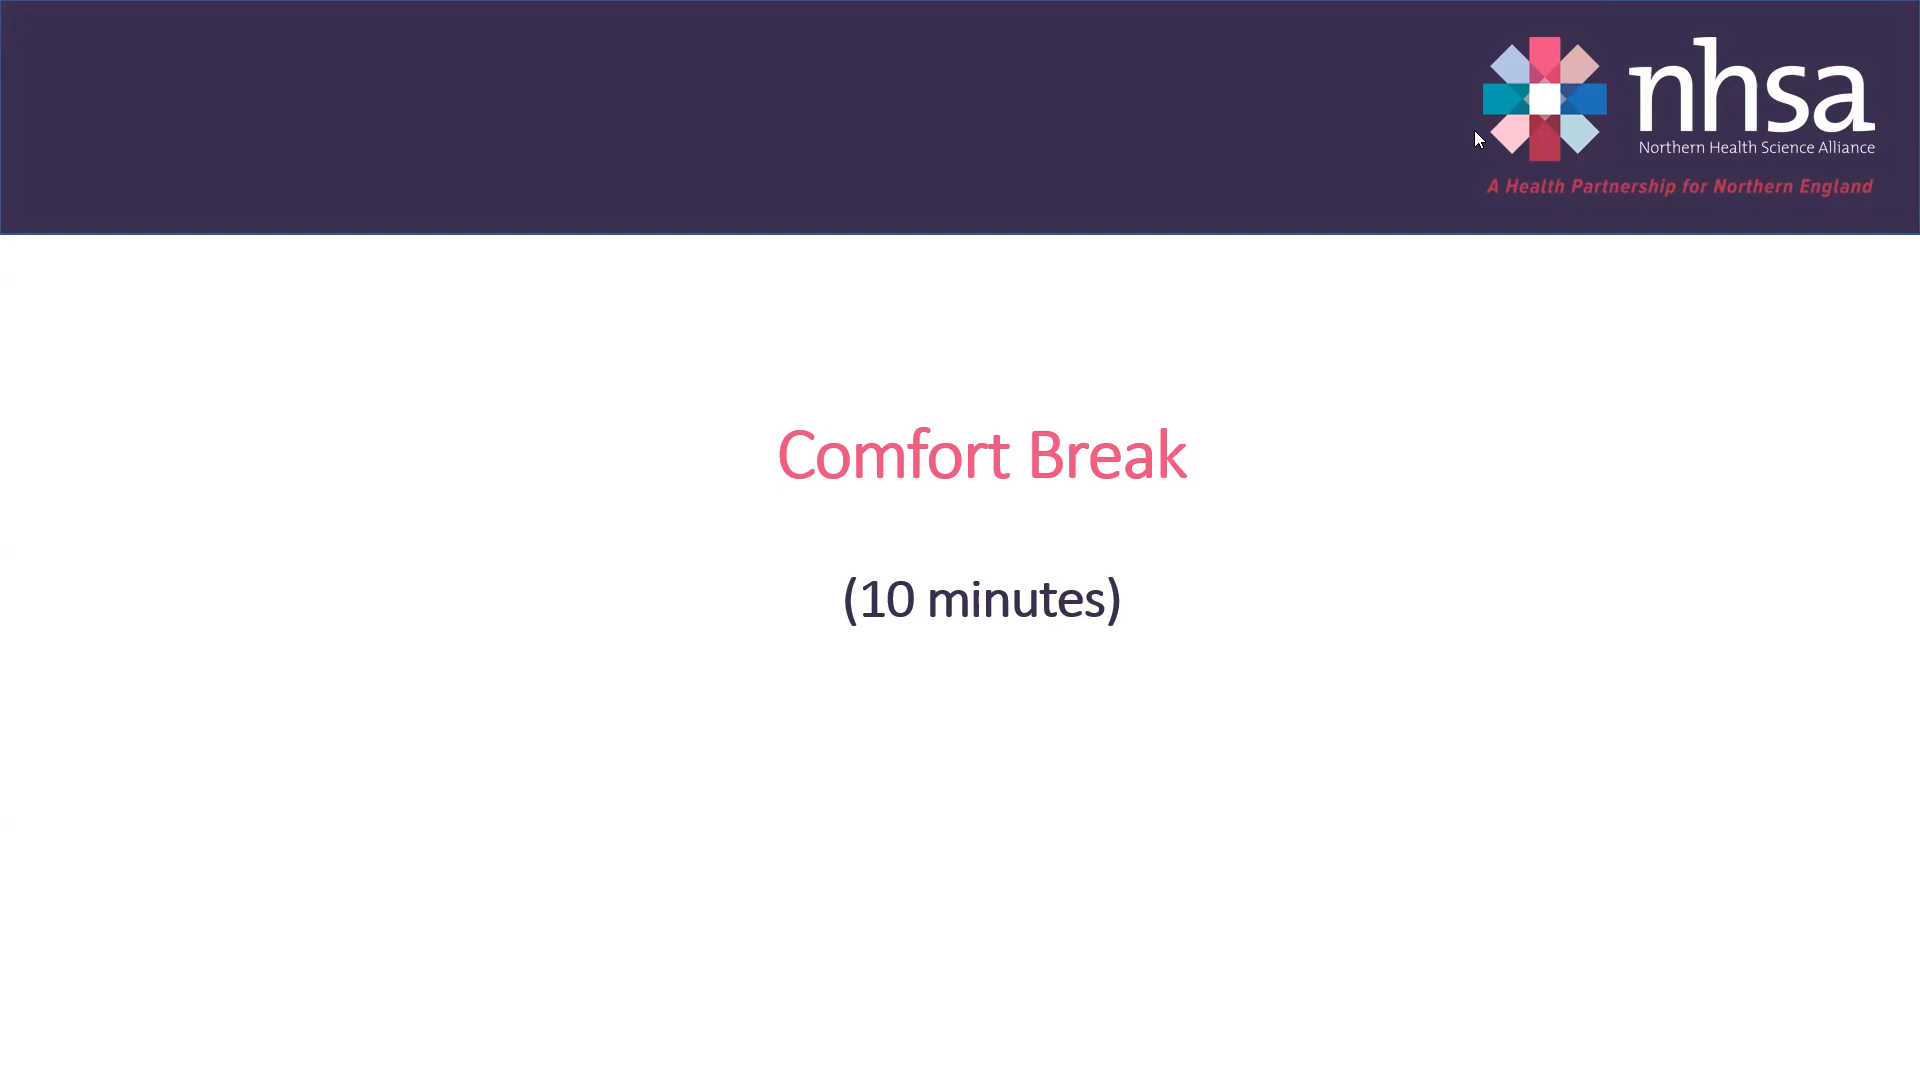 nhsa
Northern Health Science Alliance
A Health Partnership for Northern England
Comfort Break
(10 minutes)